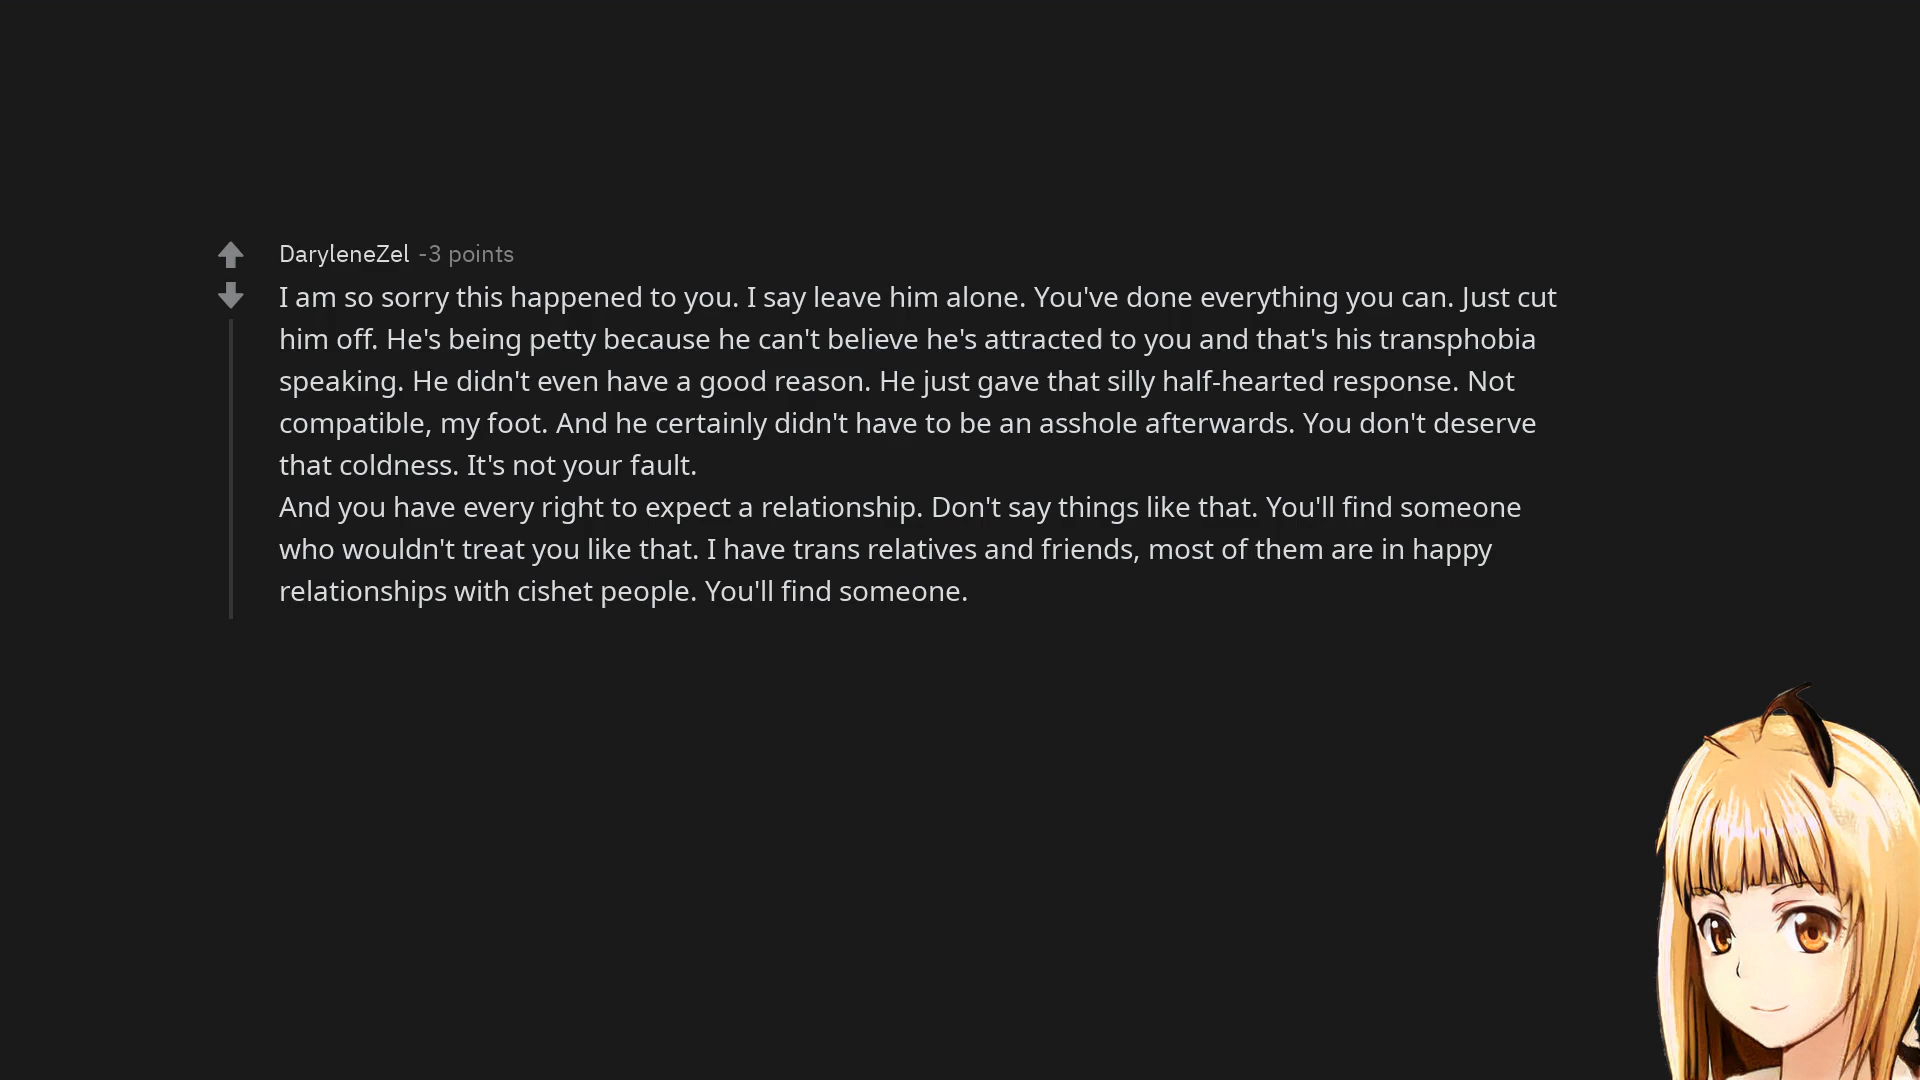 DaryleneZel -3 points
I am so sorry this happened to you. I say leave him alone. You've done everything you can. Just cut
him off. He's being petty because he can't believe he's attracted to you and that's his transphobia
speaking. He didn't even have a good reason. He just gave that silly half-hearted response. Not
compatible, my foot. And he certainly didn't have to be an asshole afterwards. You don't deserve
that coldness. It's not your fault.
And you have every right to expect a relationship. Don't say things like that. You'll find someone
who wouldn't treat you like that. I have trans relatives and friends, most of them are in happy
relationships with cishet people. You'll find someone.